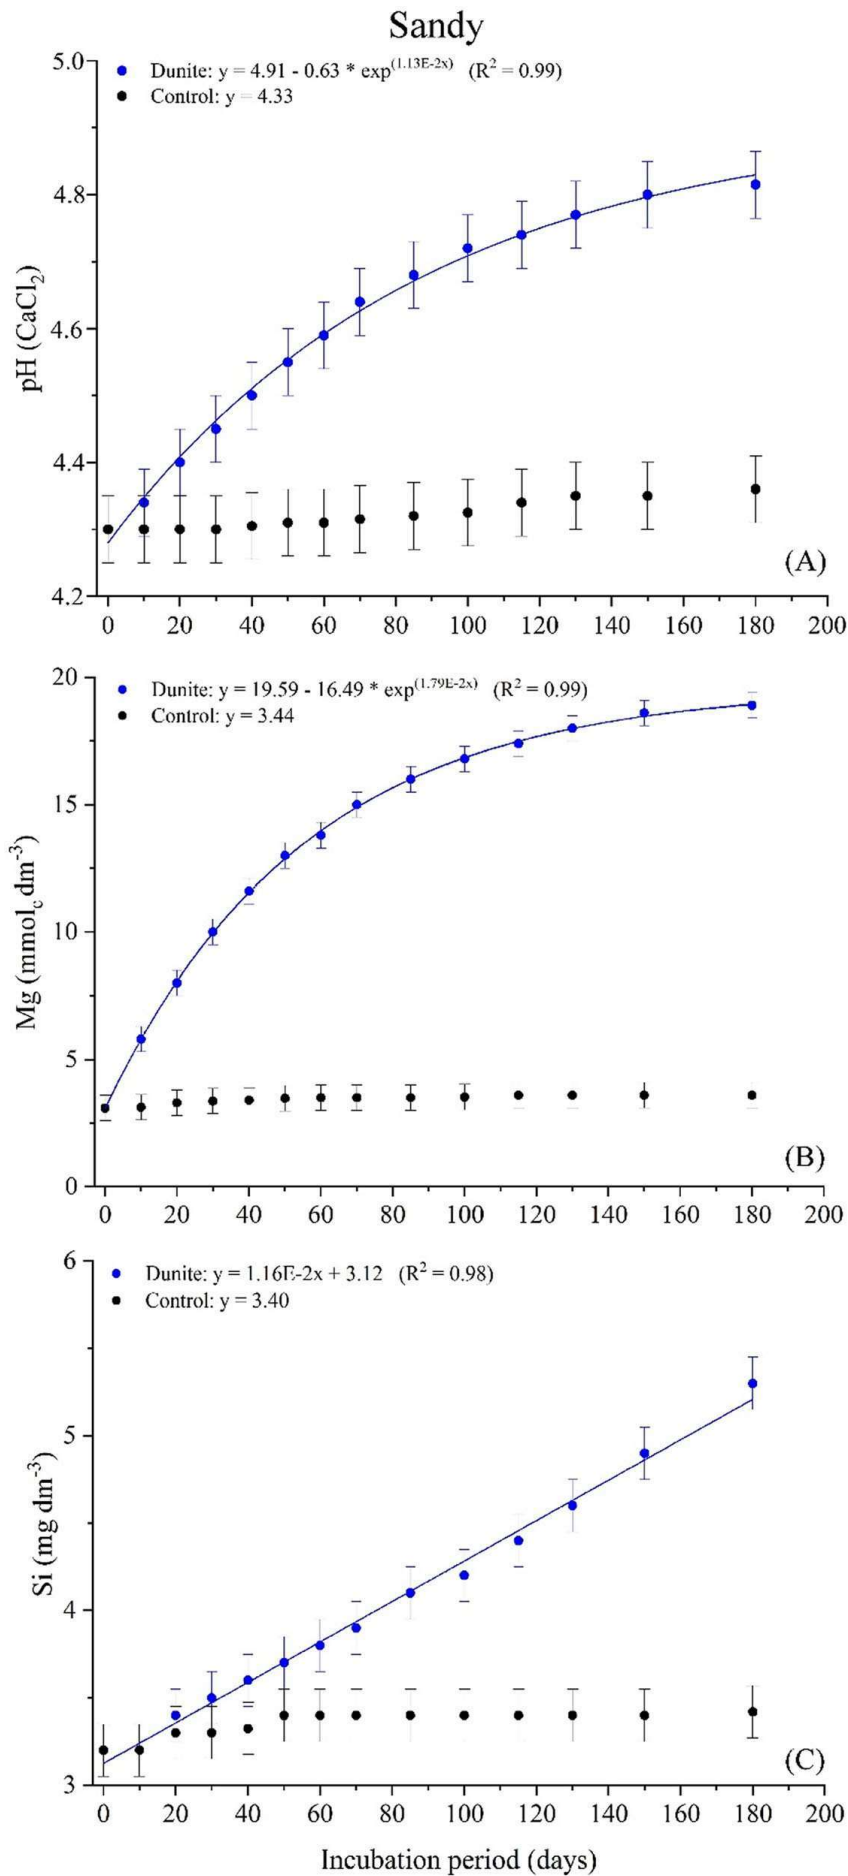 Sandy
5.0
Dunite: y = 4.91 - 0.63 * exp(1.13E-2x) (R2 = 0.99)
Control: y = 4.33
4.8
4.6
4.4
4.2
pH (CaCl2)
(A)
0 20 40 60 80 100 120 140 160 180 200
20
Dunite: y = 19.59 - 16.49 * exp(1.79E-2x) (R2 = 0.99)
Control: y = 3.44
15
10
5
0
Mg (mmolc dm-3)
(B)
0 20 40 60 80 100 120 140 160 180 200
6
Dunite: y = 1.16E-2x + 3.12 (R2 = 0.98)
Control: y = 3.40
5
4
3
Si (mg dm-3)
(C)
0 20 40 60 80 100 120 140 160 180 200
Incubation period (days)